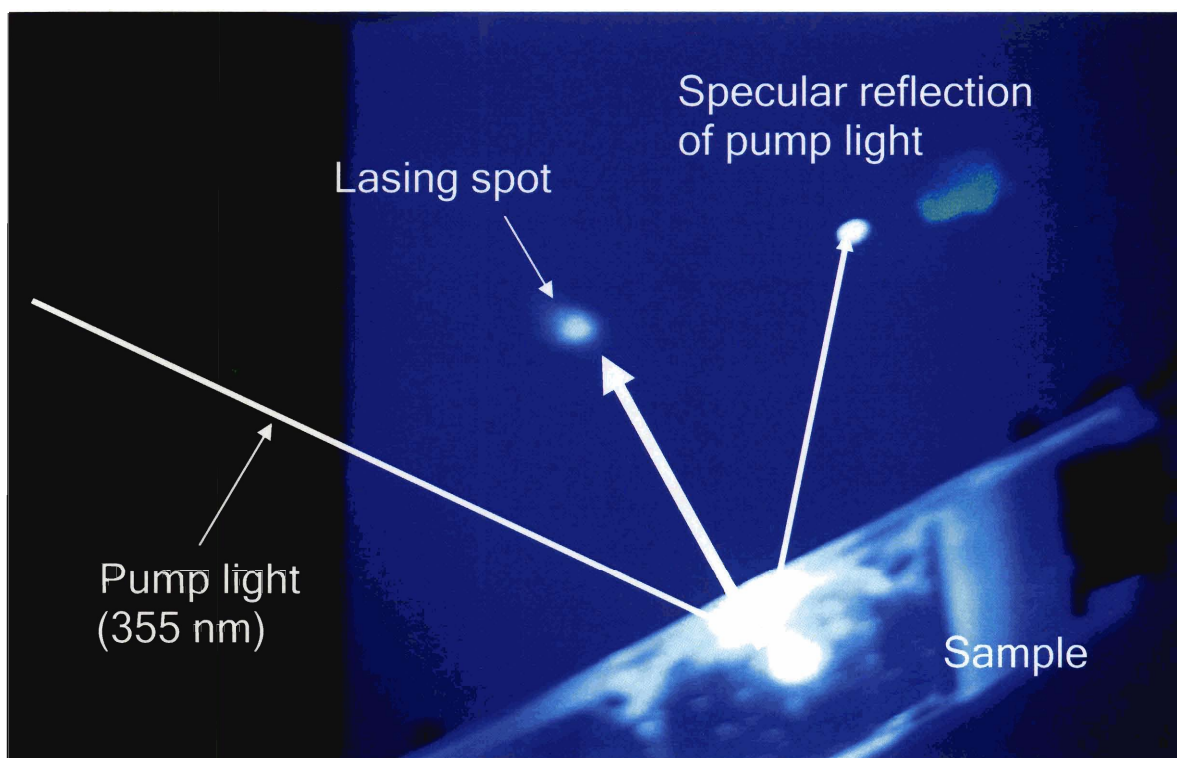 Specular reflection
of pump light
Lasing spot
Pump light
(355 nm)
Sample